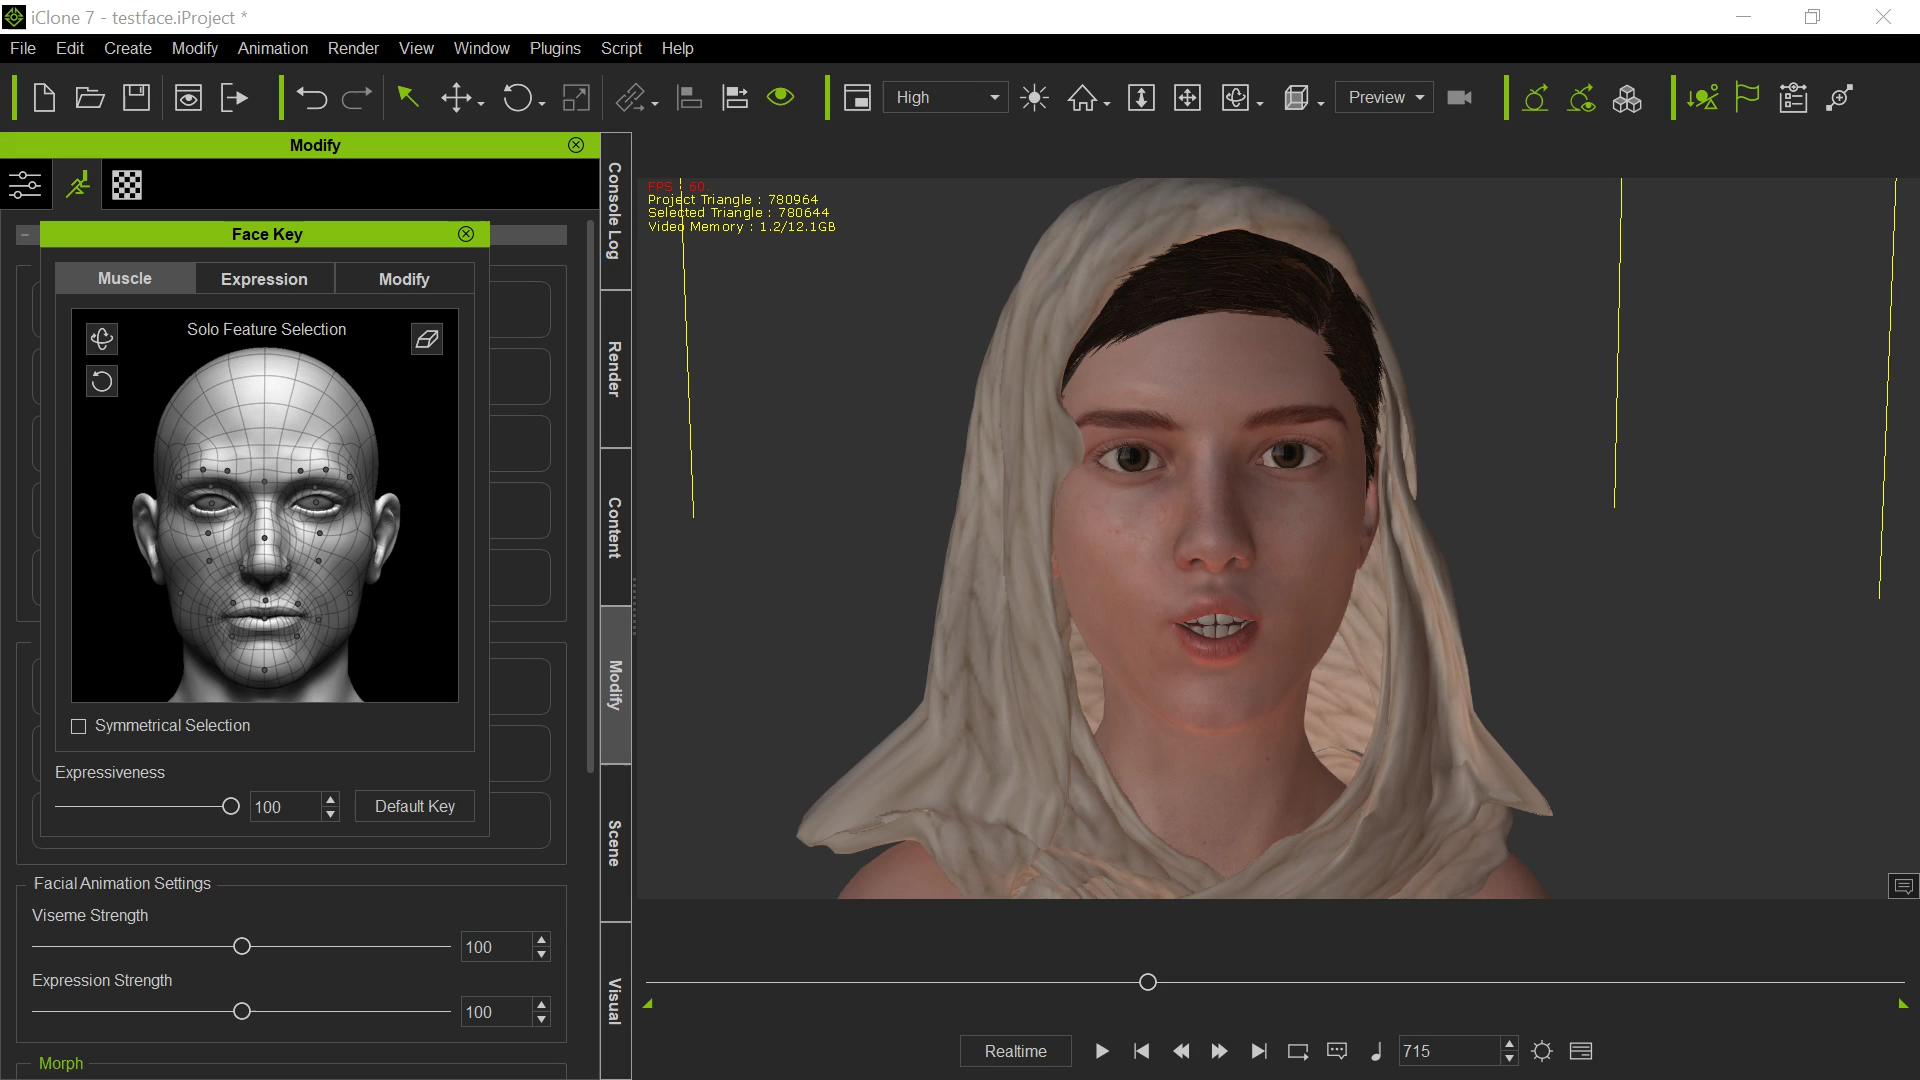 iClone 7 - testface.iProject *
File Edit Create Modify Animation Render View Window Plugins Script Help
High
Preview
Modify
Face Key
Muscle Expression Modify
Solo Feature Selection
Symmetrical Selection
Expressiveness
100
Default Key
Facial Animation Settings
Viseme Strength
100
Expression Strength
100
Morph
Console Log
Render
Content
Modify
Scene
Visual
FPS : 60.
Project Triangle : 780964
Selected Triangle : 780644
Video Memory : 1.2/12.1GB
Realtime
715